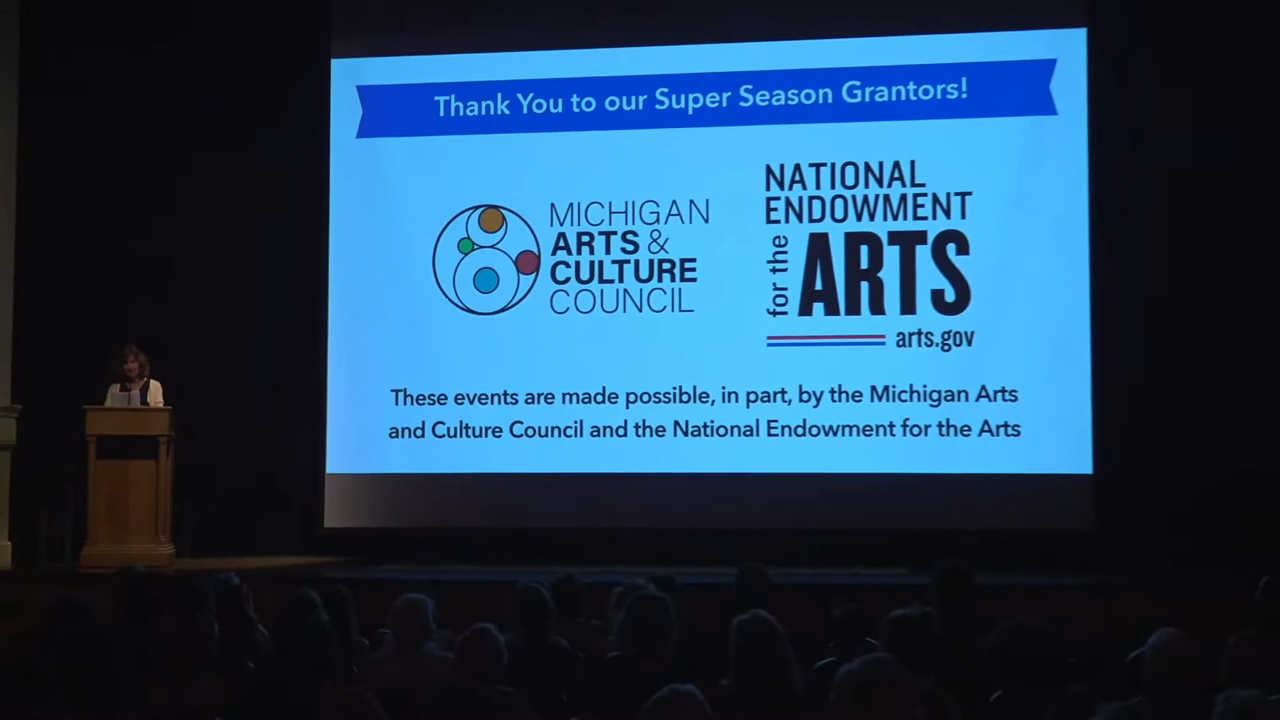 Thank You to our Super Season Grantors!
MICHIGAN
ARTS &
CULTURE
COUNCIL
NATIONAL
ENDOWMENT
for the
ARTS
arts.gov
These events are made possible, in part, by the Michigan Arts
and Culture Council and the National Endowment for the Arts